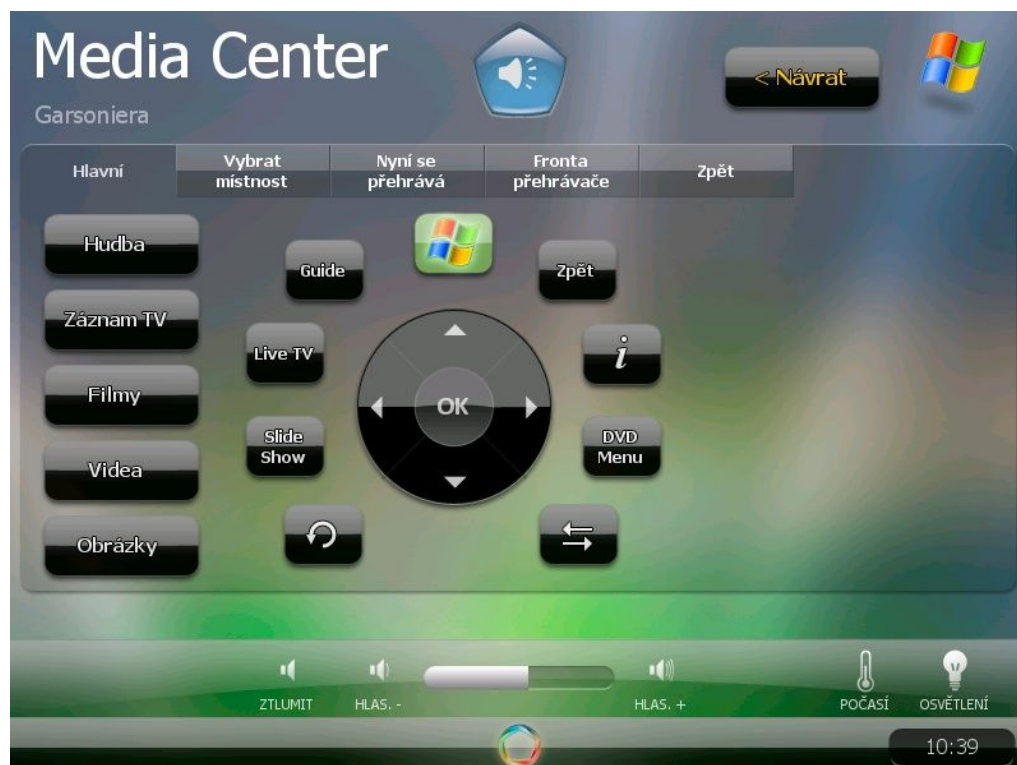 Media Center
< Návrat
Garsoniera
Hlavní
Vybrat
místnost
Nyní se
přehrává
Fronta
přehrávače
Zpět
Hudba
Záznam TV
Filmy
Videa
Obrázky
Guide
Zpět
Live TV
i
OK
Slide
Show
DVD
Menu
ZTLUMIT
HLAS. -
HLAS. +
POČASÍ
OSVĚTLENÍ
10:39